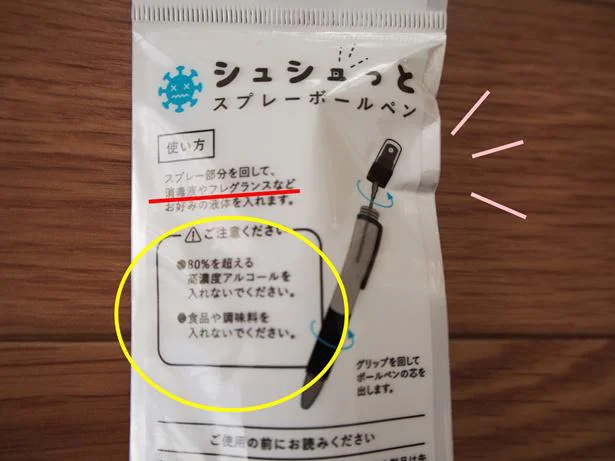 シュシュっと
スプレーボールペン
使い方
スプレー部分を回して、
消毒液やフレグランスなど
お好みの液体を入れます。
ご注意ください
●80%を超える
高濃度アルコールを
入れないでください。
●食品や調味料を
入れないでください。
グリップを回して
ボールペンの芯を
出します。
ご使用の前にお読みください